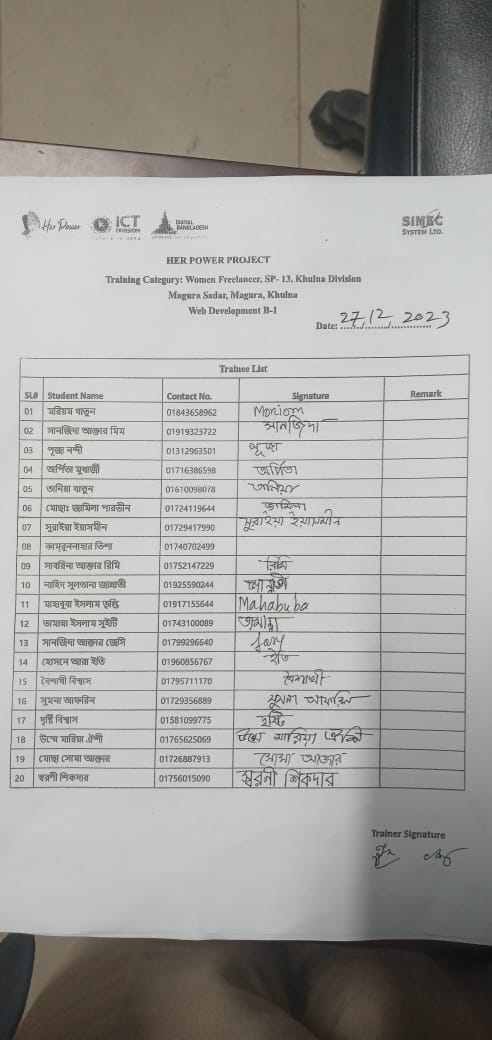 Her Power
ICT
DIVISION
DIGITAL
BANGLADESH
SIMEC
SYSTEM LTD.
HER POWER PROJECT
Training Category: Women Freelancer, SP- 13, Khulna Division
Magura Sadar, Magura, Khulna
Web Development B-1
Date: 27/12/2023
Trainee List
SL# Student Name Contact No. Signature Remark
01 মরিয়ম খাতুন 01843658962 Moriom
02 সানজিদা আক্তার মিম 01919323722 সানজিদা
03 পূজা নন্দী 01312963501 পূজা
04 অর্পিতা মুখার্জী 01716386598 অর্পিতা
05 তানিয়া খাতুন 01610098078 তানিয়া
06 মোছাঃ জামিলা পারভীন 01724119644 জামিলা
07 সুরাইয়া ইয়াসমীন 01729417990 সুরাইয়া ইয়াসমীন
08 কামরুননাহার তিশা 01740702499
09 সাবরিনা আক্তার রিমি 01752147229 রিমি
10 নাহিদ সুলতানা জান্নাতী 01925590244 জান্নাতী
11 মাহবুবা ইসলাম তৃপ্তি 01917155644 Mahabuba
12 তামান্না ইসলাম সুইটি 01743100089 তামান্না
13 সানজিদা আক্তার জেসি 01799296640
14 হোসনে আরা ইতি 01960856767 ইতি
15 বৈশাখী বিশ্বাস 01795711170 বৈশাখী
16 সুমনা আফরিন 01729356889 সুমনা আফরিন
17 দৃষ্টি বিশ্বাস 01581099775 দৃষ্টি
18 উম্মে মারিয়া ঐশী 01765625069 উম্মে মারিয়া ঐশী
19 মোছা সোমা আক্তার 01726887913 সোমা আক্তার
20 স্বরণী শিকদার 01756015090 স্বরনী শিকদার
Trainer Signature